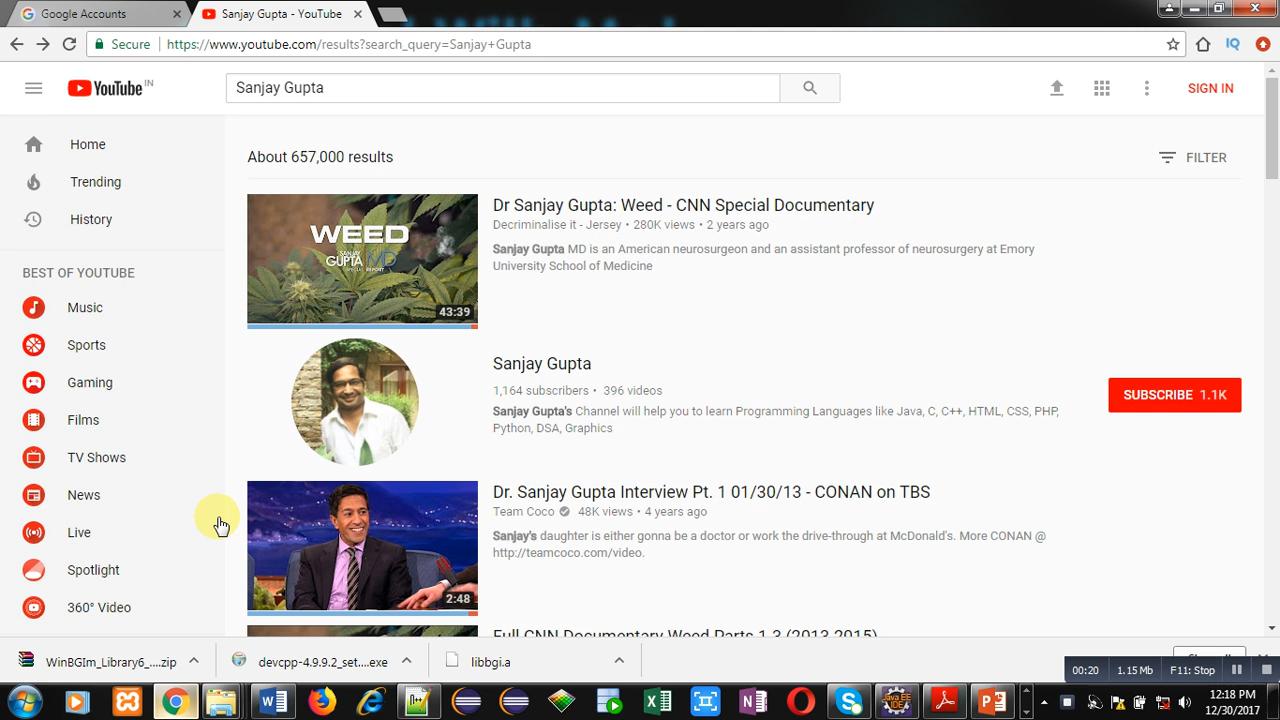 Google Accounts
Sanjay Gupta - YouTube
Secure
https://www.youtube.com/results?search_query=Sanjay+Gupta
IQ
YouTube IN
Sanjay Gupta
SIGN IN
Home
Trending
History
BEST OF YOUTUBE
Music
Sports
Gaming
Films
TV Shows
News
Live
Spotlight
360° Video
About 657,000 results
FILTER
WEED
SANJAY GUPTA MD
SPECIAL REPORT
43:39
Dr Sanjay Gupta: Weed - CNN Special Documentary
Decriminalise it - Jersey • 280K views • 2 years ago
Sanjay Gupta MD is an American neurosurgeon and an assistant professor of neurosurgery at Emory
University School of Medicine
Sanjay Gupta
1,164 subscribers • 396 videos
Sanjay Gupta's Channel will help you to learn Programming Languages like Java, C, C++, HTML, CSS, PHP,
Python, DSA, Graphics
SUBSCRIBE 1.1K
2:48
Dr. Sanjay Gupta Interview Pt. 1 01/30/13 - CONAN on TBS
Team Coco 48K views • 4 years ago
Sanjay's daughter is either gonna be a doctor or work the drive-through at McDonald's. More CONAN @
http://teamcoco.com/video.
Full CNN Documentary Weed Parts 1-3 (2013-2015)
WinBGIm_Library6_....zip
devcpp-4.9.9.2_set....exe
libbgi.a
00:20
1.15 Mb
F11: Stop
12:18 PM
12/30/2017